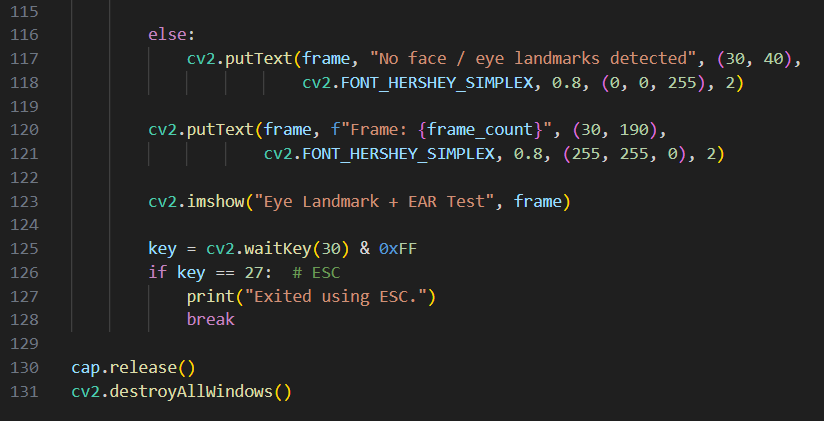 115
116 else:
117 cv2.putText(frame, "No face / eye landmarks detected", (30, 40),
118 cv2.FONT_HERSHEY_SIMPLEX, 0.8, (0, 0, 255), 2)
119
120 cv2.putText(frame, f"Frame: {frame_count}", (30, 190),
121 cv2.FONT_HERSHEY_SIMPLEX, 0.8, (255, 255, 0), 2)
122
123 cv2.imshow("Eye Landmark + EAR Test", frame)
124
125 key = cv2.waitKey(30) & 0xFF
126 if key == 27:  # ESC
127 print("Exited using ESC.")
128 break
129
130 cap.release()
131 cv2.destroyAllWindows()